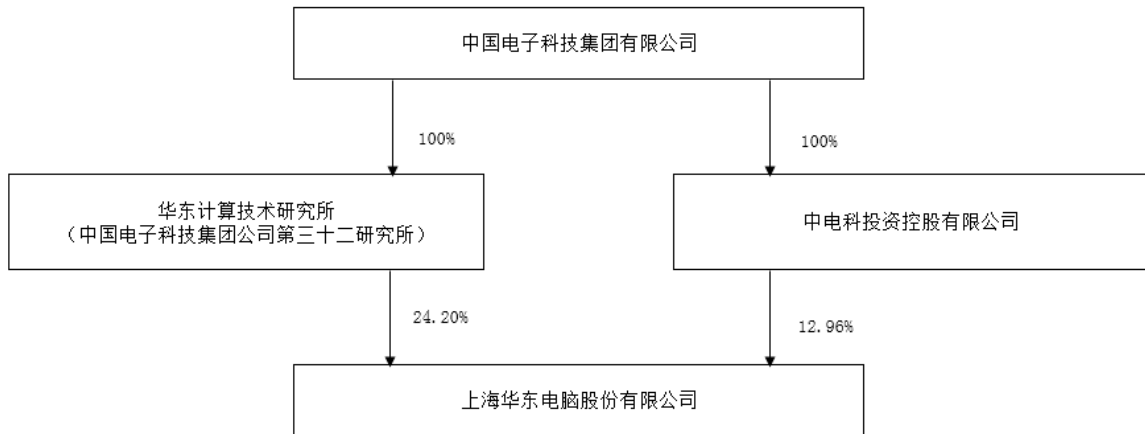 中国电子科技集团有限公司
100%
100%
华东计算技术研究所
（中国电子科技集团公司第三十二研究所）
中电科投资控股有限公司
24.20%
12.96%
上海华东电脑股份有限公司